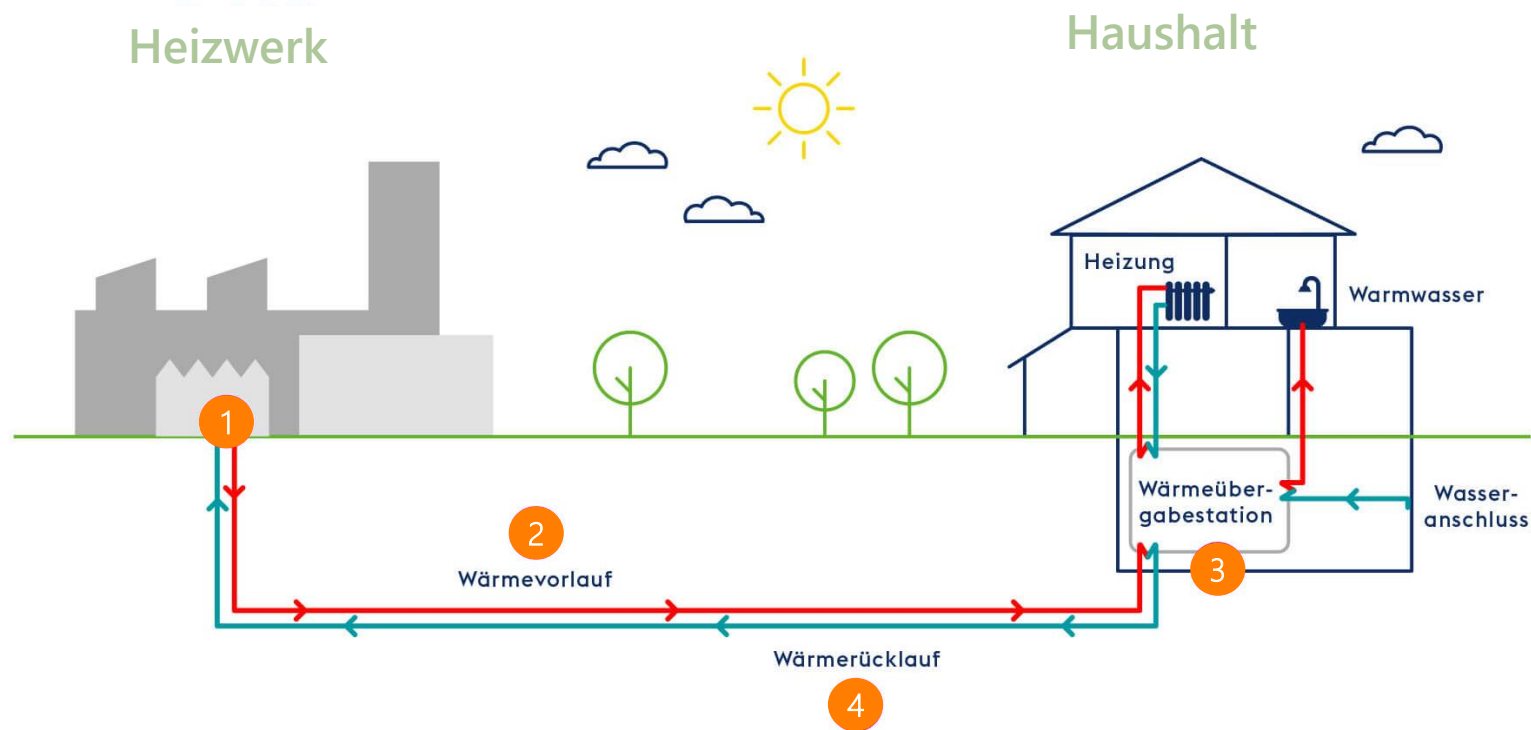 Heizwerk
Haushalt
Heizung
Warmwasser
1
Wärmeüber-
gabestation
Wasser-
anschluss
2
Wärmevorlauf
3
Wärmerücklauf
4